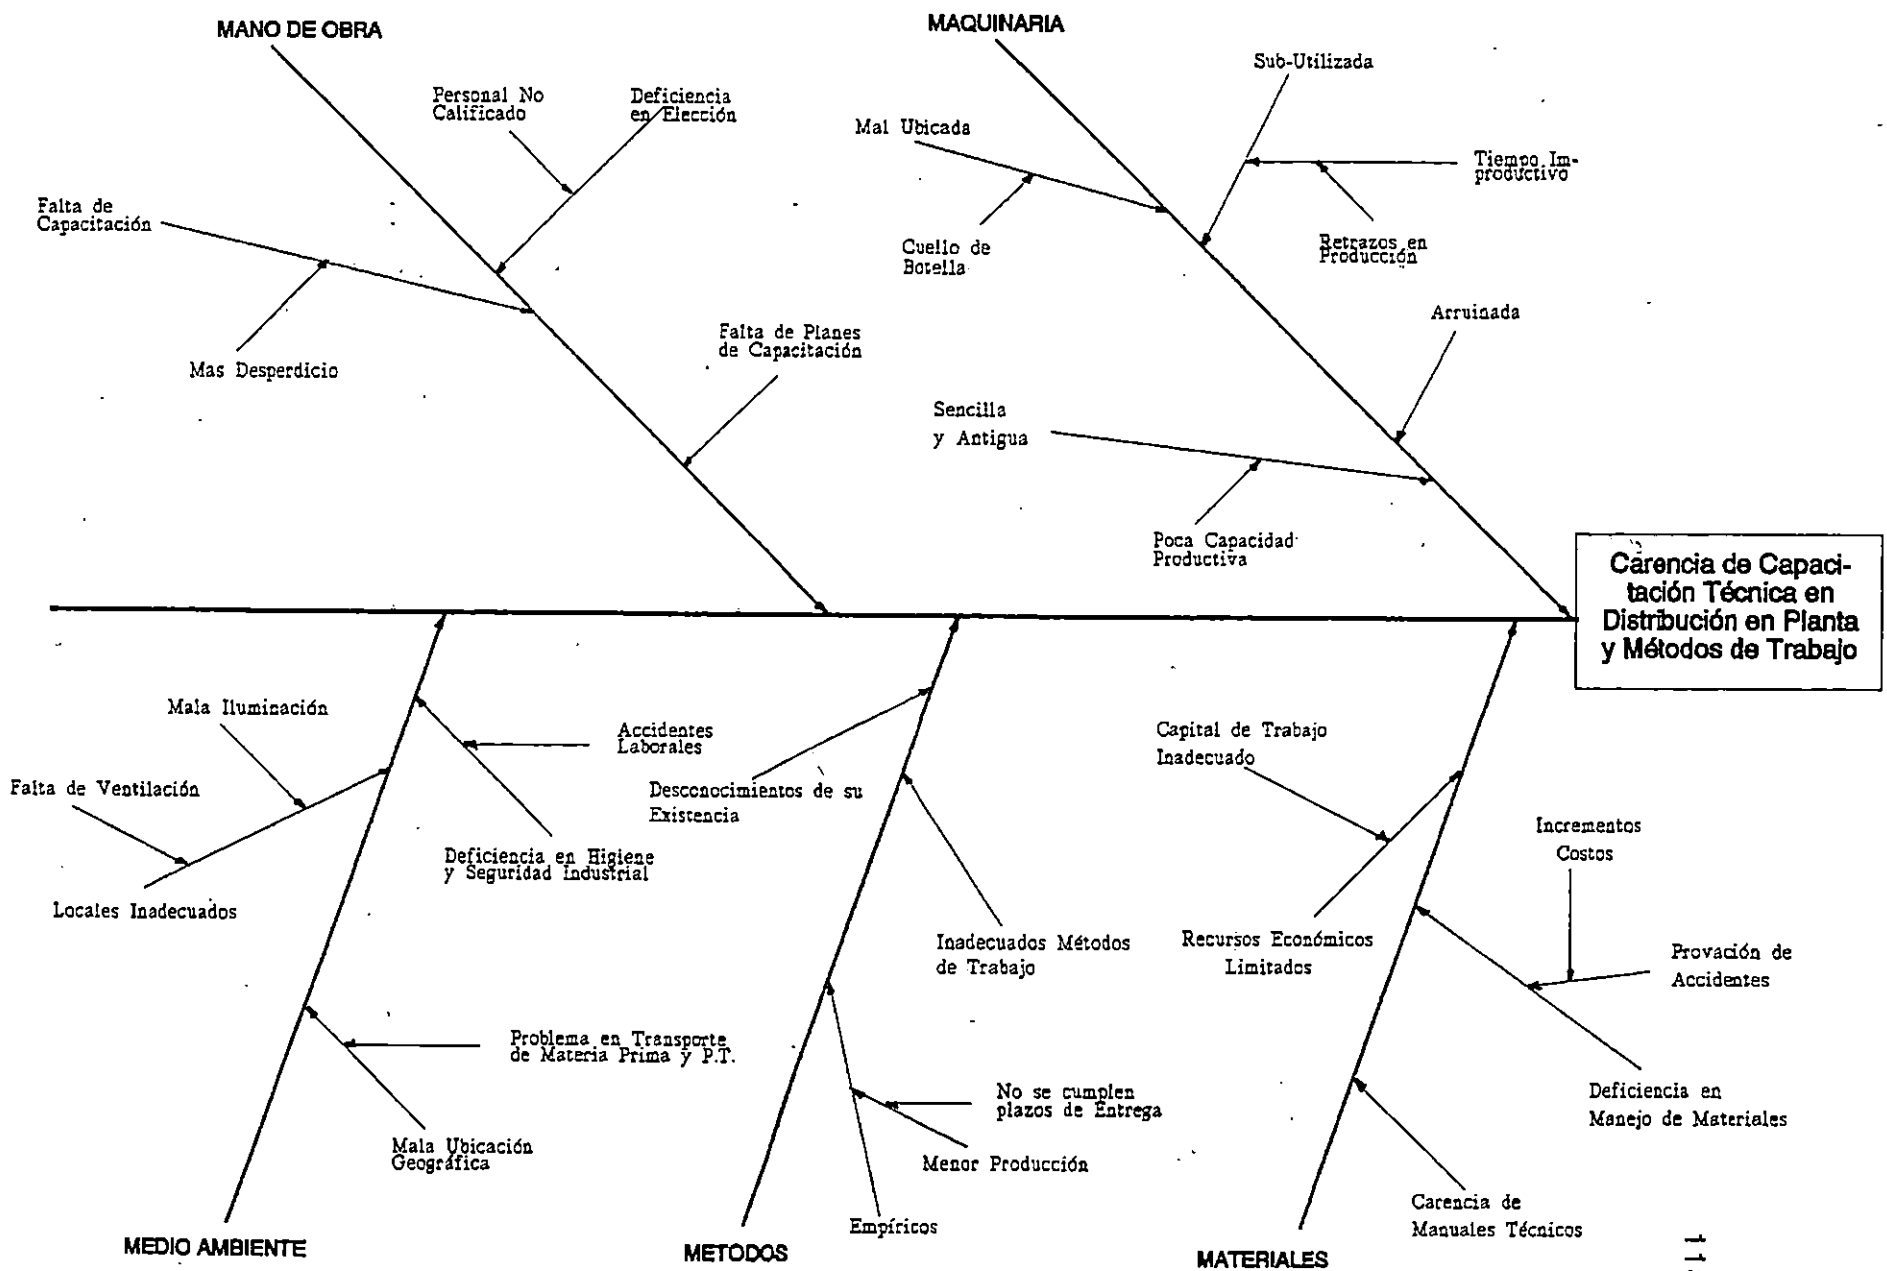 MANO DE OBRA
MAQUINARIA
Sub-Utilizada
Personal No
Calificado
Deficiencia
en Elección
Mal Ubicada
Tiempo Im-
productivo
Falta de
Capacitación
Cuello de
Botella
Retrazos en
Producción
Arruinada
Falta de Planes
de Capacitación
Mas Desperdicio
Sencilla
y Antigua
Poca Capacidad
Productiva
Carencia de Capaci-
tación Técnica en
Distribución en Planta
y Métodos de Trabajo
Mala Iluminación
Accidentes
Laborales
Falta de Ventilación
Desconocimientos de su
Existencia
Capital de Trabajo
Inadecuado
Incrementos
Costos
Deficiencia en Higiene
y Seguridad Industrial
Locales Inadecuados
Inadecuados Métodos
de Trabajo
Recursos Económicos
Limitados
Provación de
Accidentes
Problema en Transporte
de Materia Prima y P.T.
No se cumplen
plazos de Entrega
Deficiencia en
Manejo de Materiales
Mala Ubicación
Geográfica
Menor Producción
Empíricos
Carencia de
Manuales Técnicos
MEDIO AMBIENTE
METODOS
MATERIALES